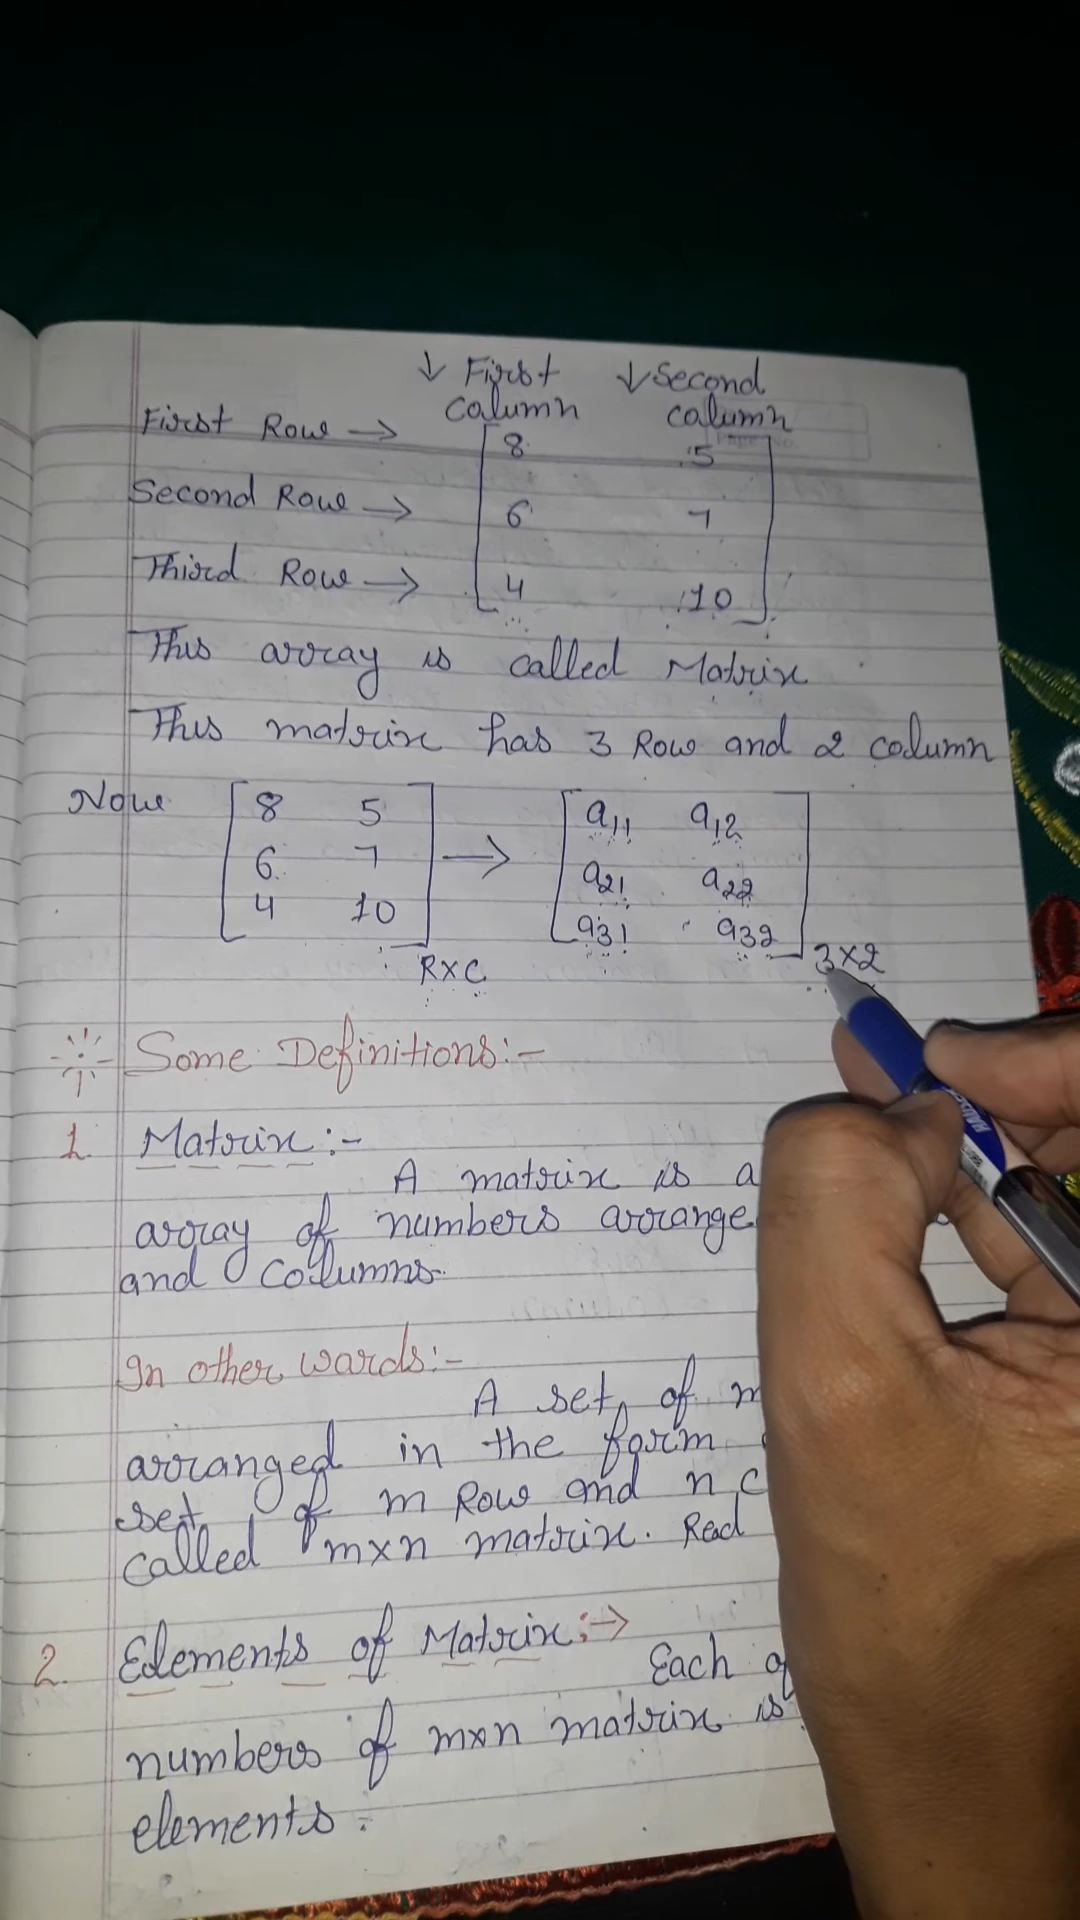 ↓ First ↓ Second
column column
First Row → 8 5
Second Row → 6 7
Third Row → 4 10
This array is called Matrix
This matrix has 3 Row and 2 column
Now 8 5 → a11 a12
6 7 a21 a22
4 10 a31 a32
R×C 3×2
Some Definitions:-
1. Matrix:-
A matrix is a
array of numbers arrange
and columns.
In other wards:-
A set of m
arranged in the form
set of m Row and n c
called m×n matrix. Read
2. Elements of Matrix:→
Each
numbers of m×n matrix is
elements.